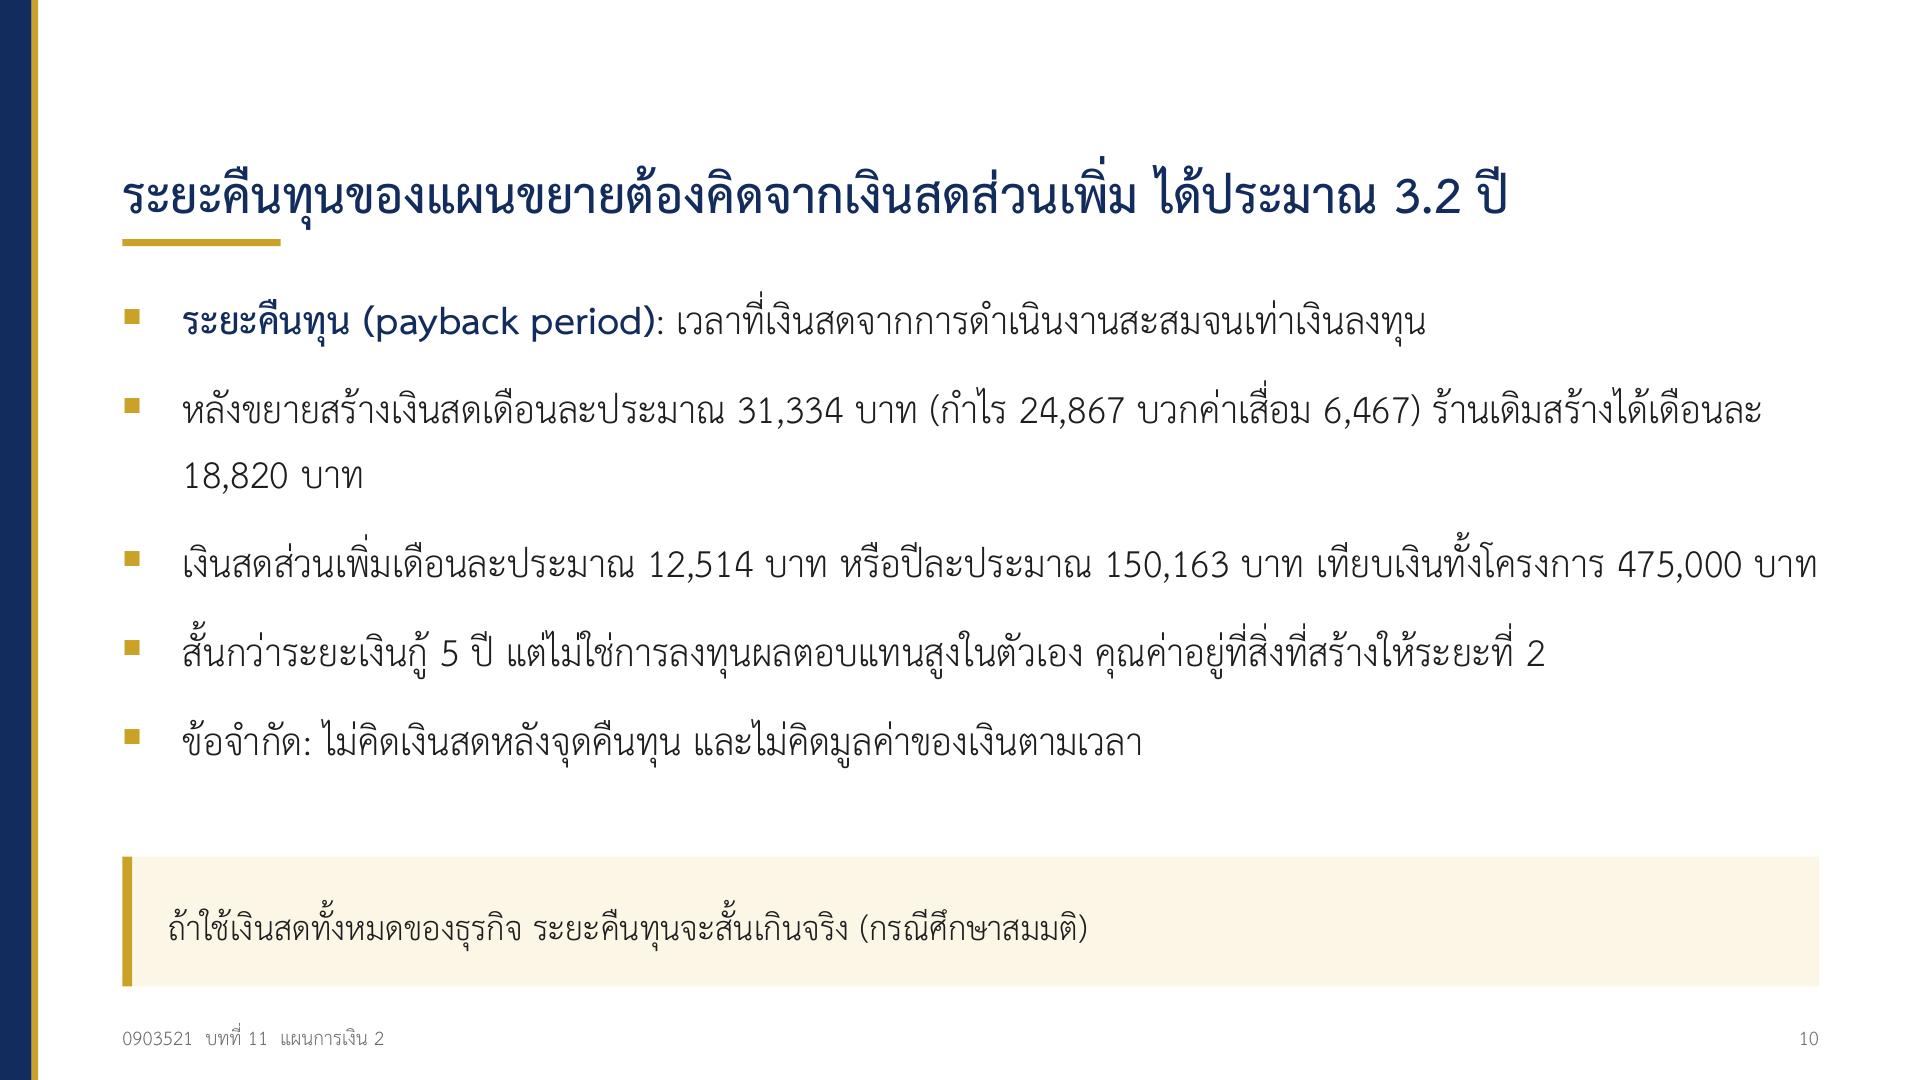 ระยะคืนทุนของแผนขยายต้องคิดจากเงินสดส่วนเพิ่ม ได้ประมาณ 3.2 ปี
ระยะคืนทุน (payback period): เวลาที่เงินสดจากการดำเนินงานสะสมจนเท่าเงินลงทุน
หลังขยายสร้างเงินสดเดือนละประมาณ 31,334 บาท (กำไร 24,867 บวกค่าเสื่อม 6,467) ร้านเดิมสร้างได้เดือนละ
18,820 บาท
เงินสดส่วนเพิ่มเดือนละประมาณ 12,514 บาท หรือปีละประมาณ 150,163 บาท เทียบเงินทั้งโครงการ 475,000 บาท
สั้นกว่าระยะเงินกู้ 5 ปี แต่ไม่ใช่การลงทุนผลตอบแทนสูงในตัวเอง คุณค่าอยู่ที่สิ่งที่สร้างให้ระยะที่ 2
ข้อจำกัด: ไม่คิดเงินสดหลังจุดคืนทุน และไม่คิดมูลค่าของเงินตามเวลา
ถ้าใช้เงินสดทั้งหมดของธุรกิจ ระยะคืนทุนจะสั้นเกินจริง (กรณีศึกษาสมมติ)
0903521 บทที่ 11 แผนการเงิน 2
10